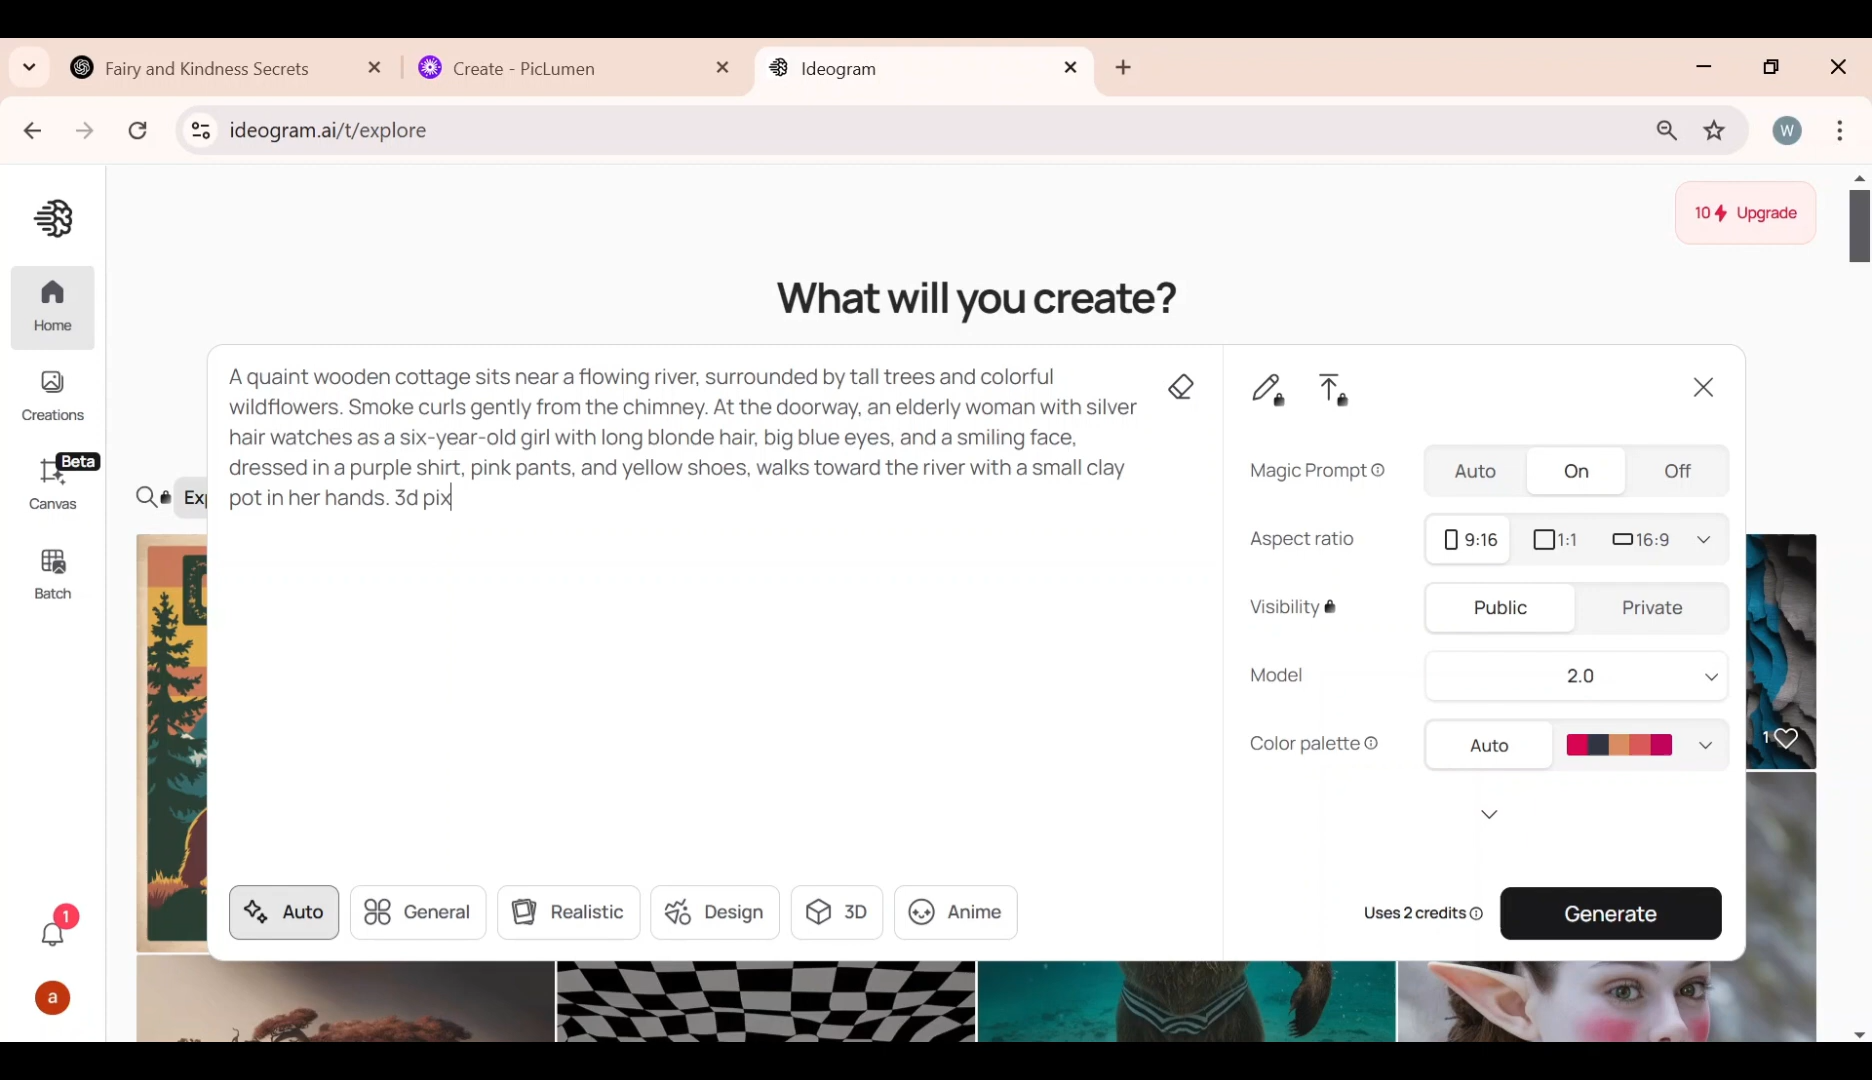 Fairy and Kindness Secrets
Create - PicLumen
Ideogram
ideogram.ai/t/explore
W
10 Upgrade
Home
Creations
Beta
Canvas
Batch
1
a
What will you create?
A quaint wooden cottage sits near a flowing river, surrounded by tall trees and colorful
wildflowers. Smoke curls gently from the chimney. At the doorway, an elderly woman with silver
hair watches as a six-year-old girl with long blonde hair, big blue eyes, and a smiling face,
dressed in a purple shirt, pink pants, and yellow shoes, walks toward the river with a small clay
pot in her hands. 3d pix
Magic Prompt Auto On Off
Aspect ratio 9:16 1:1 16:9
Visibility Public Private
Model 2.0
Color palette Auto
1
Auto General Realistic Design 3D Anime
Uses 2 credits Generate